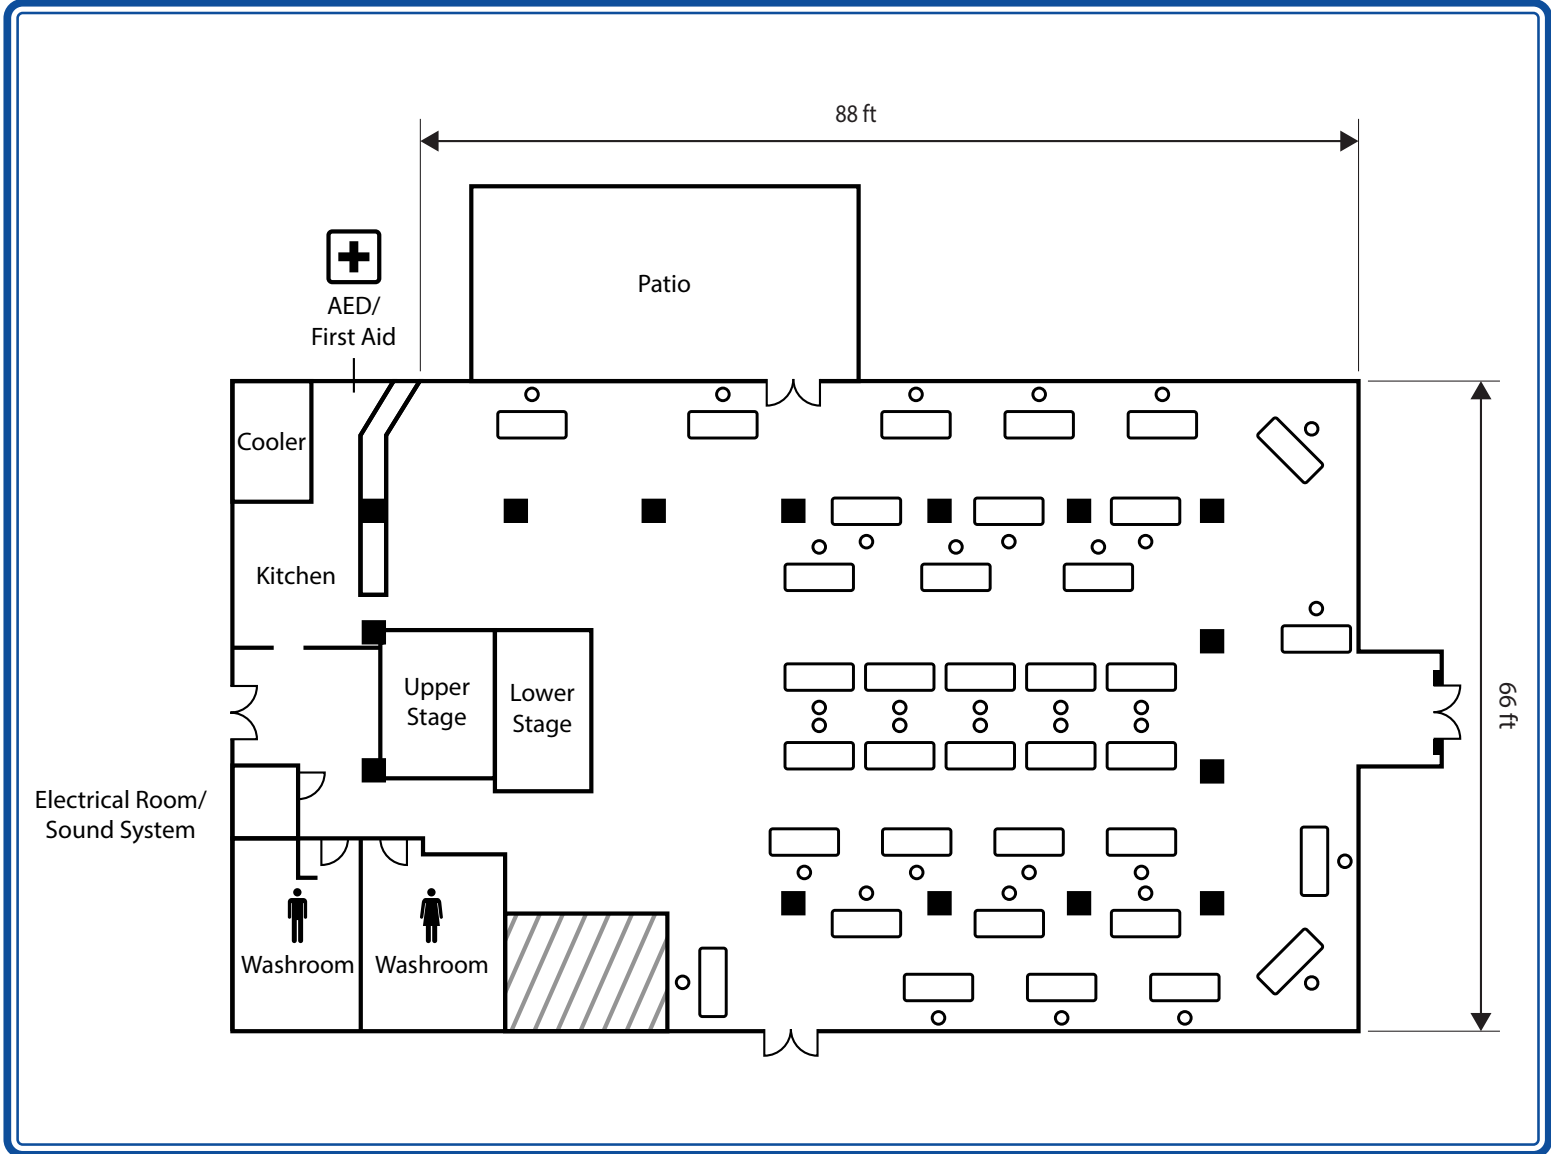 88 ft
Patio
AED/
First Aid
Cooler
Kitchen
Upper
Stage
Lower
Stage
66 ft
Electrical Room/
Sound System
Washroom
Washroom